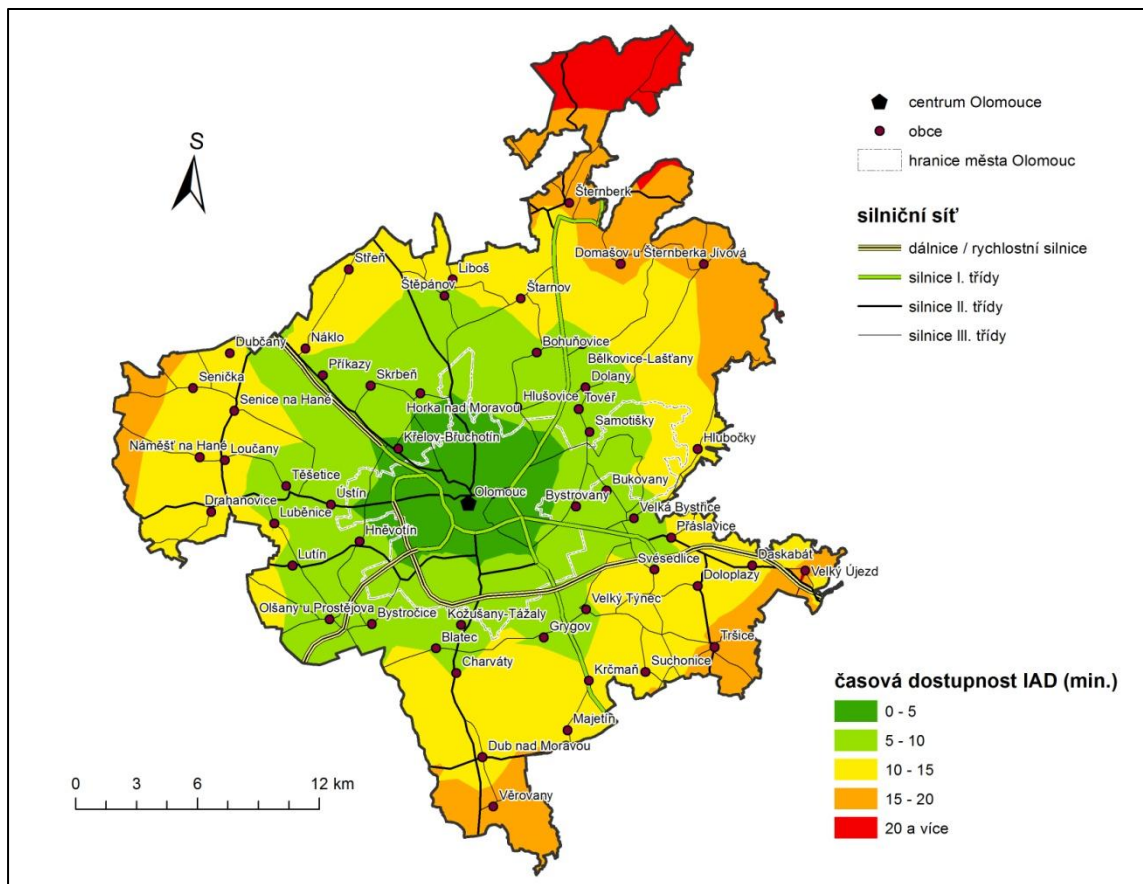 S
centrum Olomouce
obce
hranice města Olomouc
silniční síť
dálnice / rychlostní silnice
silnice I. třídy
silnice II. třídy
silnice III. třídy
Šternberk
Domašov u Šternberka
Jívová
Střeň
Liboš
Štěpánov
Štarnov
Dubčany
Náklo
Bohuňovice
Bělkovice-Lašťany
Příkazy
Skrbeň
Dolany
Senička
Hlušovice
Tovéř
Horka nad Moravou
Senice na Hané
Samotišky
Křelov-Břuchotín
Hlubočky
Náměšť na Hané
Loučany
Těšetice
Bukovany
Olomouc
Ústín
Bystrovany
Drahanovice
Luběnice
Velká Bystřice
Přáslavice
Hněvotín
Lutín
Svésedlice
Daskabát
Velký Újezd
Doloplazy
Olšany u Prostějova
Bystročice
Kožušany-Tážaly
Velký Týnec
Blatec
Grygov
Tršice
Charváty
Krčmaň
Suchonice
Majetín
Dub nad Moravou
Věrovany
0 3 6 12 km
časová dostupnost IAD (min.)
0 - 5
5 - 10
10 - 15
15 - 20
20 a více